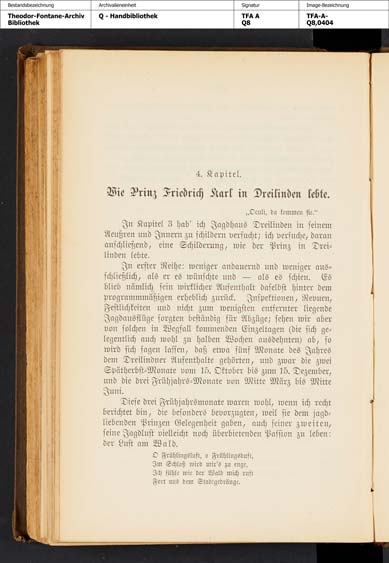 Bestandsbezeichnung
Archivalieneinheit
Signatur
Image-Bezeichnung
Theodor-Fontane-Archiv
Bibliothek
Q - Handbibliothek
TFA A
Q8
TFA-A-
Q8,0404
4. Kapitel.
Wie Prinz Friedrich Karl in Dreilinden lebte.
„Oculi, da kommen sie.“
In Kapitel 3 hab' ich Jagdhaus Dreilinden in seinem
Aeußren und Innern zu schildern versucht; ich versuche, daran
anschließend, eine Schilderung, wie der Prinz in Drei-
linden lebte.
In erster Reihe: weniger andauernd und weniger aus-
schließlich, als er es wünschte und — als es schien. Es
blieb nämlich sein wirklicher Aufenthalt daselbst hinter dem
programmmäßigen erheblich zurück. Inspektionen, Revuen,
Festlichkeiten und nicht zum wenigsten entfernter liegende
Jagdausflüge sorgten beständig für Abzüge; sehen wir aber
von solchen in Wegfall kommenden Einzeltagen (die sich ge-
legentlich auch wohl zu halben Wochen ausdehnten) ab, so
wird sich sagen lassen, daß etwa fünf Monate des Jahres
dem Dreilindner Aufenthalte gehörten, und zwar die zwei
Spätherbst-Monate vom 15. Oktober bis zum 15. Dezember,
und die drei Frühjahrs-Monate von Mitte März bis Mitte
Juni.
Diese drei Frühjahrsmonate waren wohl, wenn ich recht
berichtet bin, die besonders bevorzugten, weil sie dem jagd-
liebenden Prinzen Gelegenheit gaben, auch seiner zweiten,
seine Jagdlust vielleicht noch überbietenden Passion zu leben:
der Lust am Wald.
O Frühlingsluft, o Frühlingsduft,
Im Schloß wird mir's zu enge,
Ich fühle wie der Wald mich ruft
Fort aus dem Stadtgedränge.